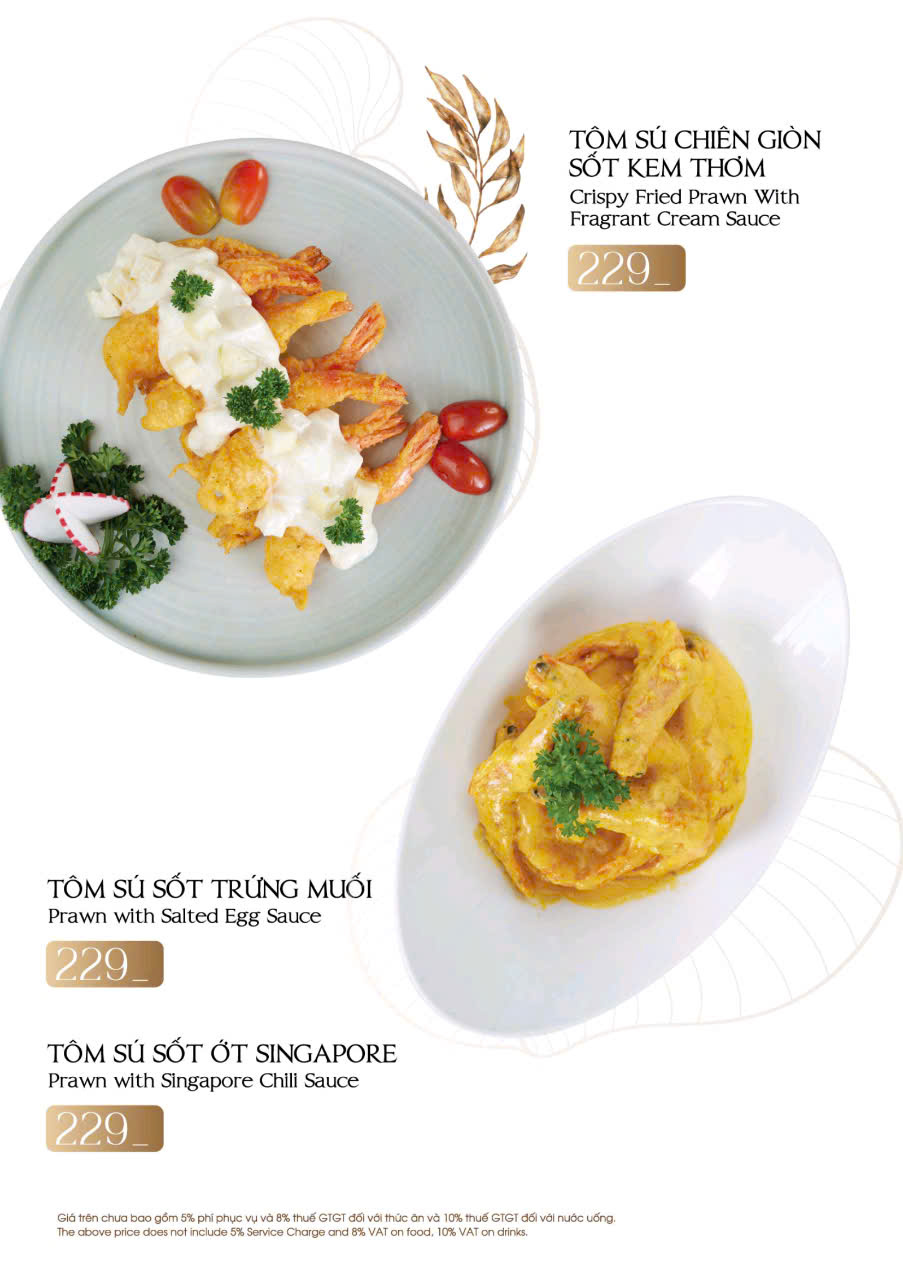 TÔM SÚ CHIÊN GIÒN
SỐT KEM THƠM
Crispy Fried Prawn With
Fragrant Cream Sauce
229_
TÔM SÚ SỐT TRỨNG MUỐI
Prawn with Salted Egg Sauce
229_
TÔM SÚ SỐT ỚT SINGAPORE
Prawn with Singapore Chili Sauce
229_
Giá trên chưa bao gồm 5% phí phục vụ và 8% thuế GTGT đối với thức ăn và 10% thuế GTGT đối với nước uống.
The above price does not include 5% Service Charge and 8% VAT on food, 10% VAT on drinks.